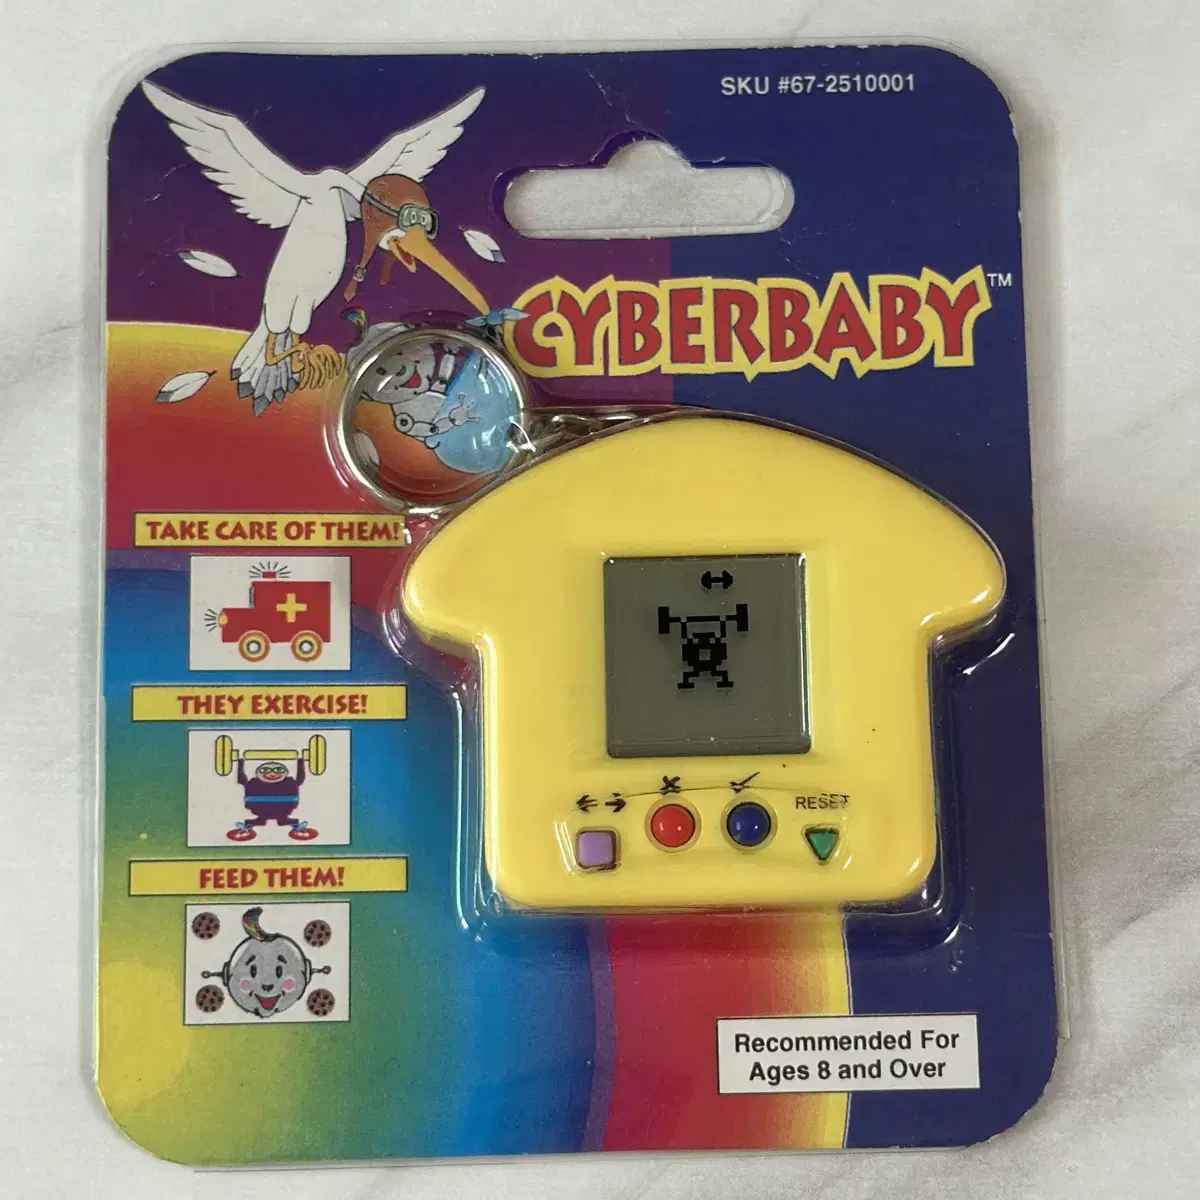 SKU #67-2510001
CYBERBABY™
TAKE CARE OF THEM!
THEY EXERCISE!
FEED THEM!
RESET
Recommended For
Ages 8 and Over